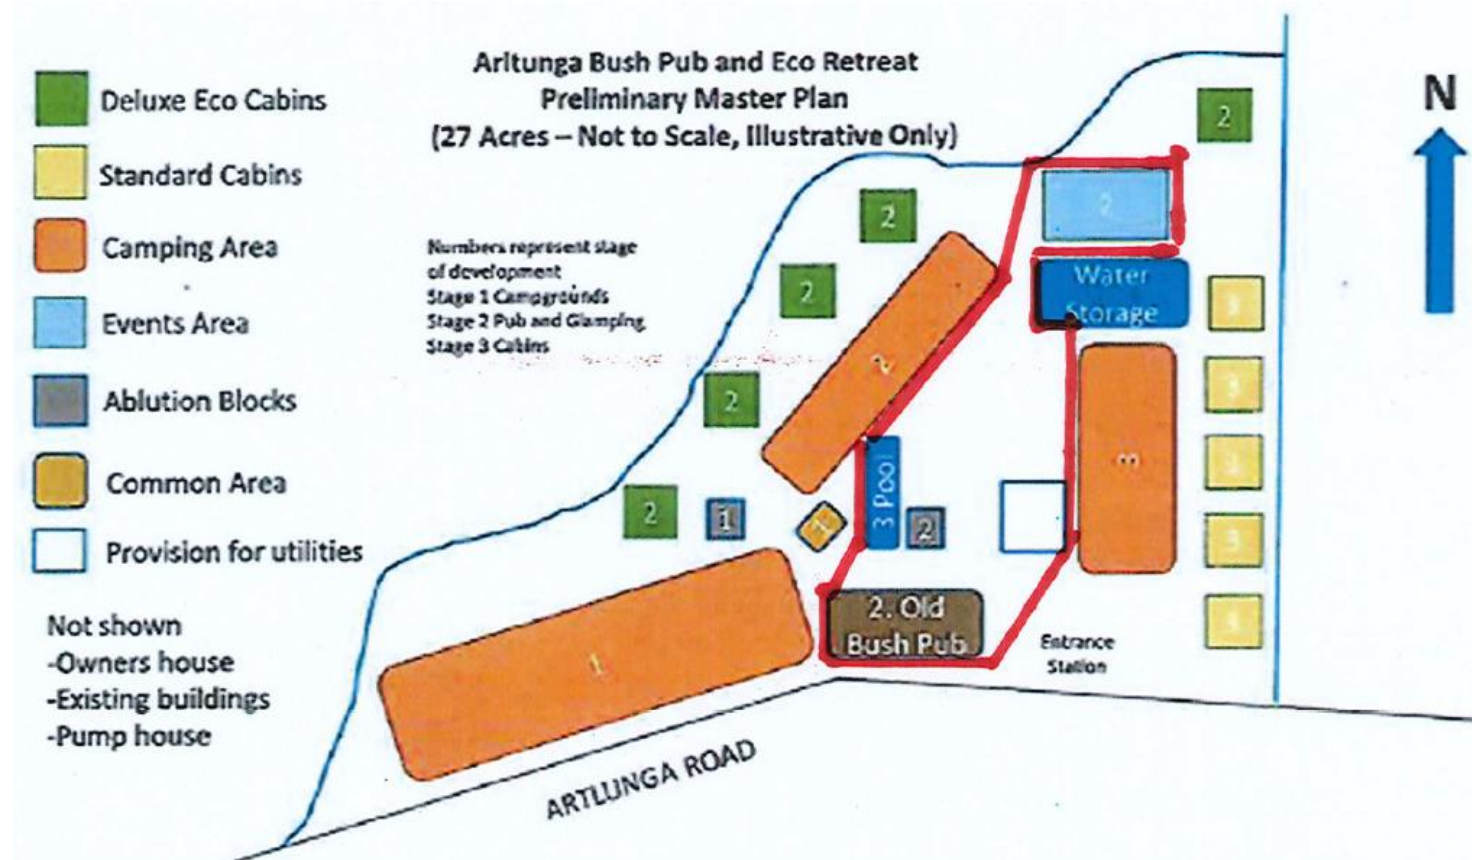 Arltunga Bush Pub and Eco Retreat
Preliminary Master Plan
(27 Acres – Not to Scale, Illustrative Only)
N
Deluxe Eco Cabins
Standard Cabins
Camping Area
Events Area
Ablution Blocks
Common Area
Provision for utilities
Not shown
-Owners house
-Existing buildings
-Pump house
Numbers represent stage
of development
Stage 1 Campgrounds
Stage 2 Pub and Glamping
Stage 3 Cabins
2
2
2
2
2
2
2
Water
Storage
3
3
3
3
3
3
3 Pool
1
2
1
2. Old
Bush Pub
Entrance
Station
ARTLUNGA ROAD